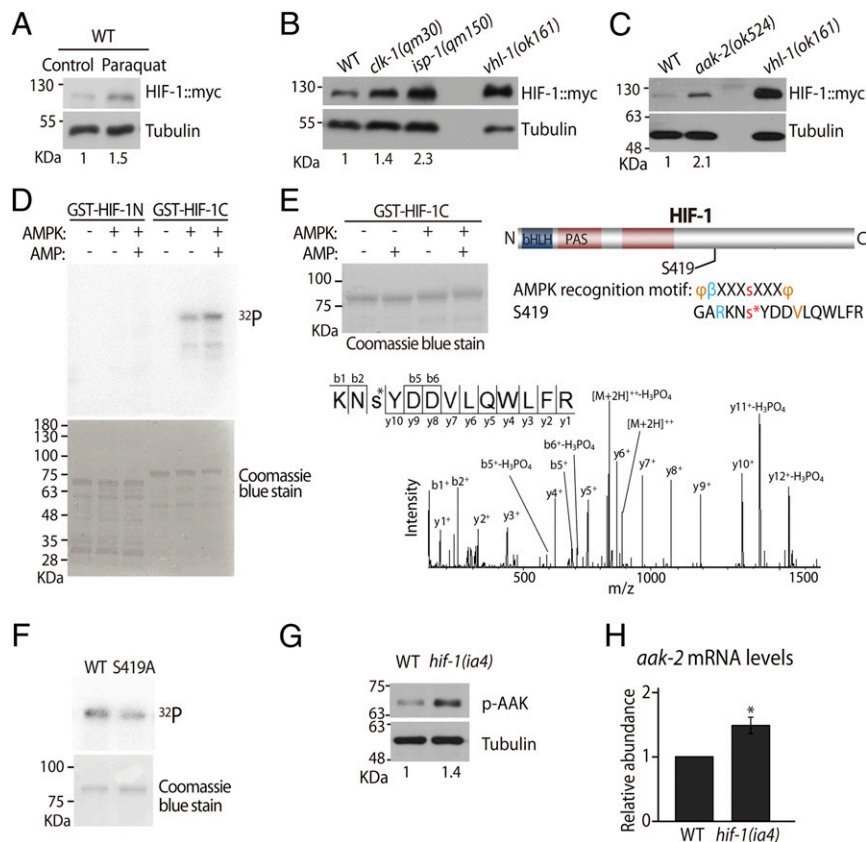 A
WT
Control Paraquat
130
HIF-1::myc
55
Tubulin
KDa 1 1.5
B
WT clk-1(qm30) isp-1(qm150) vhl-1(ok161)
130
HIF-1::myc
55
Tubulin
KDa 1 1.4 2.3
C
WT aak-2(ok524) vhl-1(ok161)
130
HIF-1::myc
63
Tubulin
48
KDa 1 2.1
D
GST-HIF-1N GST-HIF-1C
AMPK: - + + - + +
AMP: - - + - - +
32P
180
130
100
75
63
48
35
28
KDa
Coomassie
blue stain
E
GST-HIF-1C
AMPK: - - + +
AMP: - + - +
100
75
63
KDa
Coomassie blue stain
HIF-1
N bHLH PAS C
S419
AMPK recognition motif: φβXXXsXXXφ
S419 GARKNs*YDDVLQWLFR
b1 b2 b5 b6
K N s* Y D D V L Q W L F R
y10 y9 y8 y7 y6 y5 y4 y3 y2 y1
[M+2H]++-H3PO4
[M+2H]++
y11+-H3PO4
b6+-H3PO4
b5+-H3PO4
b5+
b1+ b2+
y1+ y2+ y3+ y4+ y5+ y6+ y7+ y8+ y9+ y10+
y12+-H3PO4
Intensity
500 1000 1500
m/z
F
WT S419A
32P
100
75
KDa
Coomassie
blue stain
G
WT hif-1(ia4)
75
63
p-AAK
Tubulin
48
KDa 1 1.4
H
aak-2 mRNA levels
Relative abundance
2
1
0
*
WT hif-1(ia4)